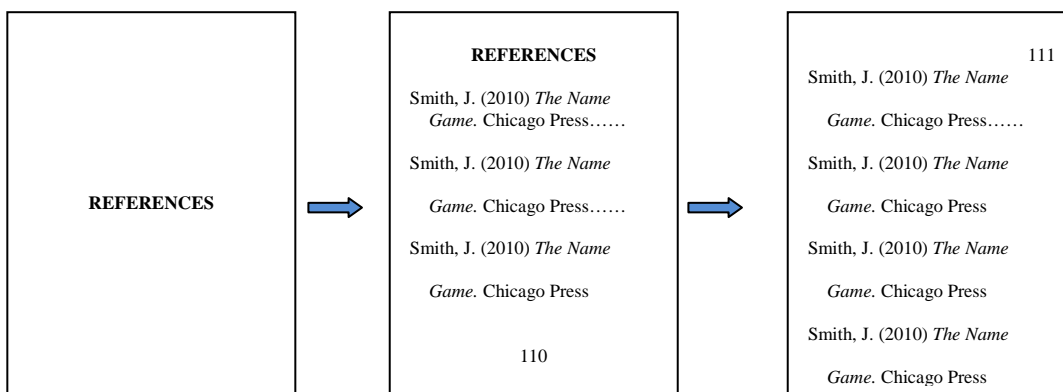 REFERENCES
REFERENCES
Smith, J. (2010) The Name
Game. Chicago Press……
Smith, J. (2010) The Name
Game. Chicago Press……
Smith, J. (2010) The Name
Game. Chicago Press
110
111
Smith, J. (2010) The Name
Game. Chicago Press……
Smith, J. (2010) The Name
Game. Chicago Press
Smith, J. (2010) The Name
Game. Chicago Press
Smith, J. (2010) The Name
Game. Chicago Press